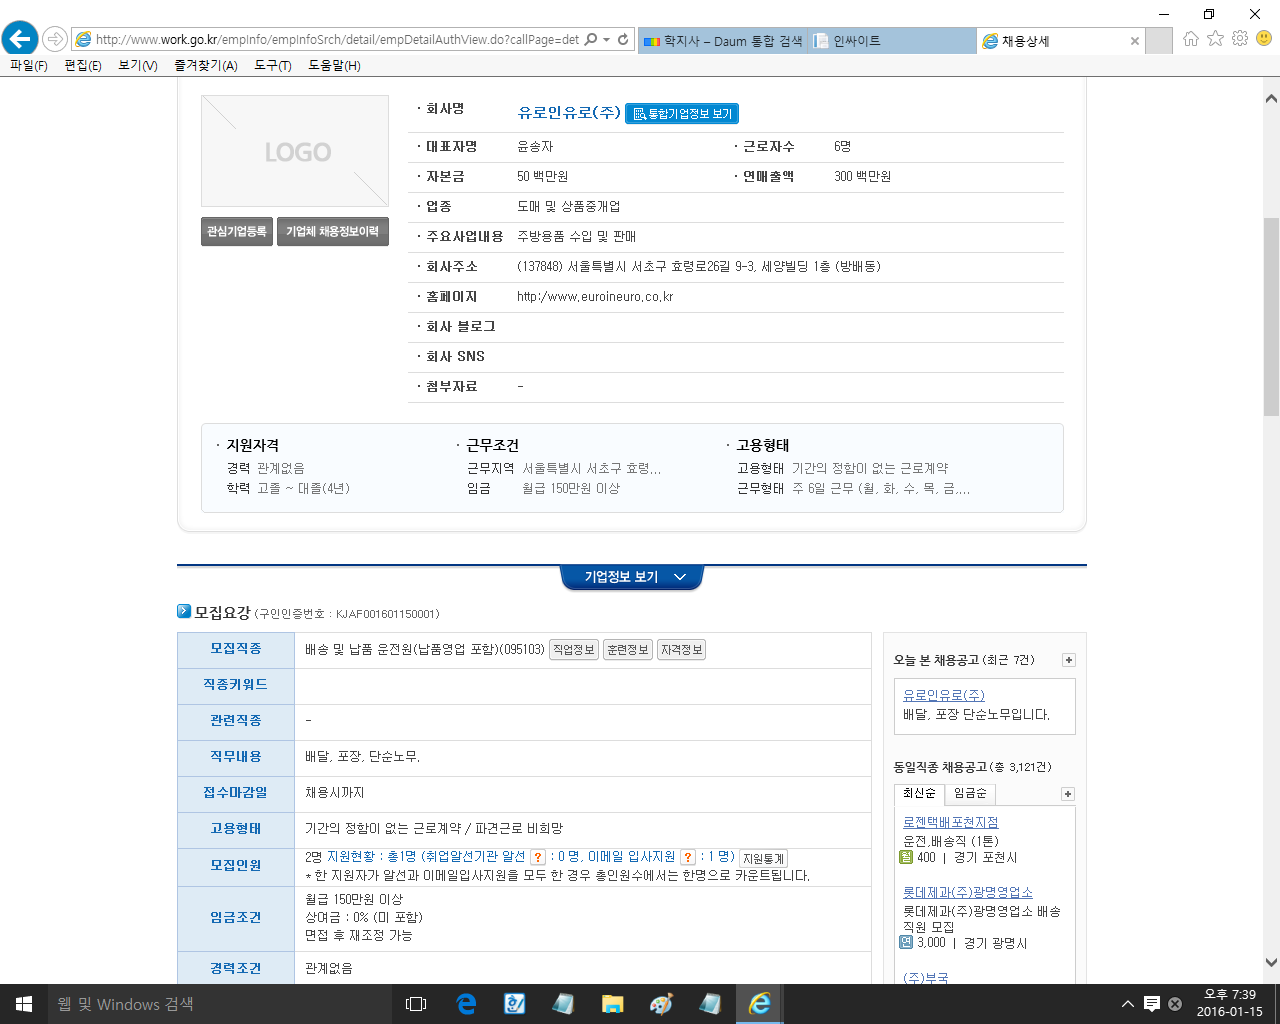 http://www.work.go.kr/empInfo/empInfoSrch/detail/empDetailAuthView.do?callPage=det
학지사 – Daum 통합 검색
인싸이트
채용상세
파일(F) 편집(E) 보기(V) 즐겨찾기(A) 도구(T) 도움말(H)
LOGO
관심기업등록 기업체 채용정보이력
· 회사명 유로인유로(주) 통합기업정보 보기
· 대표자명 윤송자 · 근로자수 6명
· 자본금 50 백만원 · 연매출액 300 백만원
· 업종 도매 및 상품중개업
· 주요사업내용 주방용품 수입 및 판매
· 회사주소 (137848) 서울특별시 서초구 효령로26길 9-3, 세양빌딩 1층 (방배동)
· 홈페이지 http:/www.euroineuro.co.kr
· 회사 블로그
· 회사 SNS
· 첨부자료 -
· 지원자격 · 근무조건 · 고용형태
경력 관계없음 근무지역 서울특별시 서초구 효령... 고용형태 기간의 정함이 없는 근로계약
학력 고졸 ~ 대졸(4년) 임금 월급 150만원 이상 근무형태 주 6일 근무 (월, 화, 수, 목, 금,...
기업정보 보기
모집요강 (구인인증번호 : KJAF001601150001)
모집직종 배송 및 납품 운전원(납품영업 포함)(095103) 직업정보 훈련정보 자격정보
직종키워드
관련직종 -
직무내용 배달, 포장, 단순노무.
접수마감일 채용시까지
고용형태 기간의 정함이 없는 근로계약 / 파견근로 비희망
모집인원 2명 지원현황 : 총1명 (취업알선기관 알선 ? : 0 명, 이메일 입사지원 ? : 1 명) 지원통계
* 한 지원자가 알선과 이메일입사지원을 모두 한 경우 총인원수에서는 한명으로 카운트됩니다.
임금조건 월급 150만원 이상
상여금 : 0% (미 포함)
면접 후 재조정 가능
경력조건 관계없음
오늘 본 채용공고 (최근 7건)
유로인유로(주)
배달, 포장 단순노무입니다.
동일직종 채용공고 (총 3,121건)
최신순 임금순
로젠택배포천지점
운전,배송직 (1톤)
월 400 | 경기 포천시
롯데제과(주)광명영업소
롯데제과(주)광명영업소 배송
직원 모집
연 3,000 | 경기 광명시
(주)부국
웹 및 Windows 검색
오후 7:39
2016-01-15